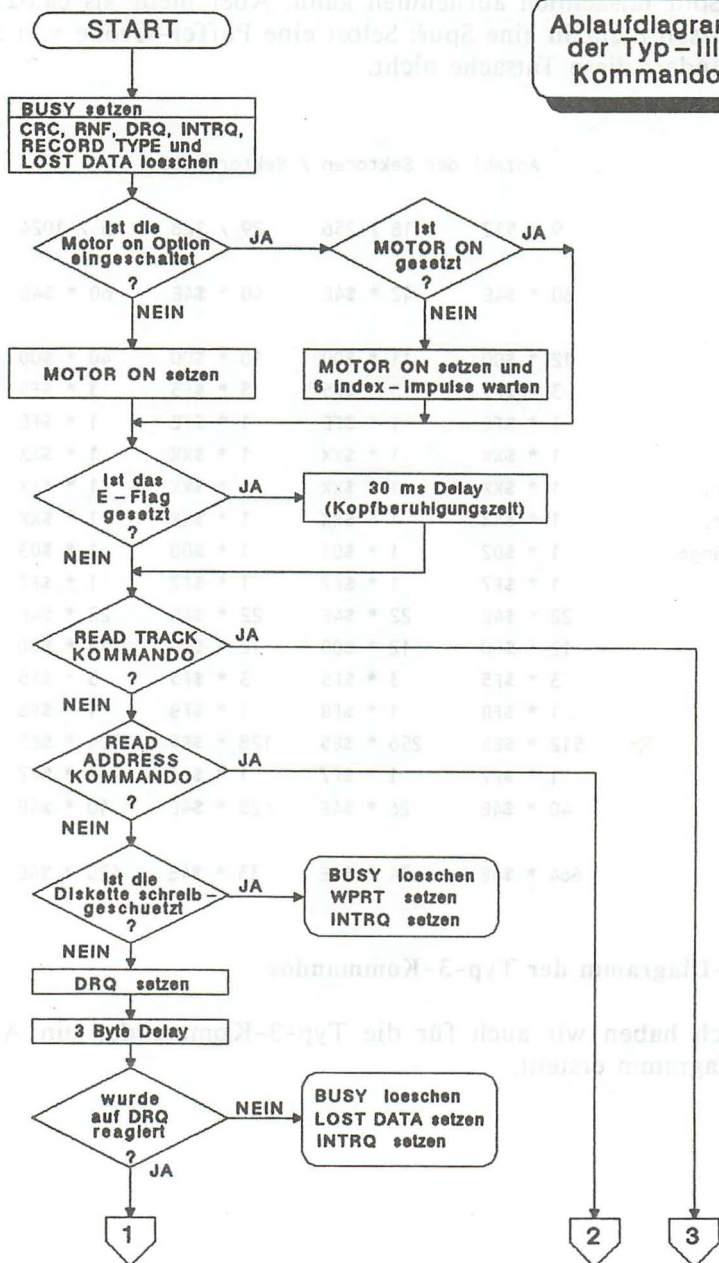 Ablaufdiagram
der Typ-III
Kommando
START
BUSY setzen
CRC, RNF, DRQ, INTRQ,
RECORD TYPE und
LOST DATA loeschen
Ist die
Motor on Option
eingeschaltet
?
JA
NEIN
Ist
MOTOR ON
gesetzt
?
JA
NEIN
MOTOR ON setzen
MOTOR ON setzen und
6 Index-Impulse warten
Ist das
E-Flag
gesetzt
?
JA
NEIN
30 ms Delay
(Kopfberuhigungszeit)
READ TRACK
KOMMANDO
?
JA
NEIN
READ
ADDRESS
KOMMANDO
?
JA
NEIN
Ist die
Diskette schreib-
geschuetzt
?
JA
NEIN
BUSY loeschen
WPRT setzen
INTRQ setzen
DRQ setzen
3 Byte Delay
wurde
auf DRQ
reagiert
?
NEIN
JA
BUSY loeschen
LOST DATA setzen
INTRQ setzen
1
2
3